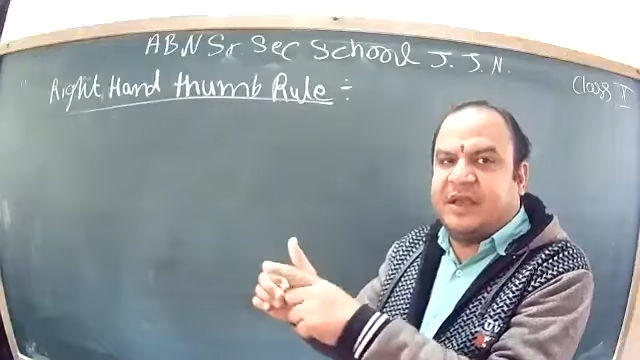 ABN Sr Sec School J. J. N.
Class X
Right Hand thumb Rule ÷